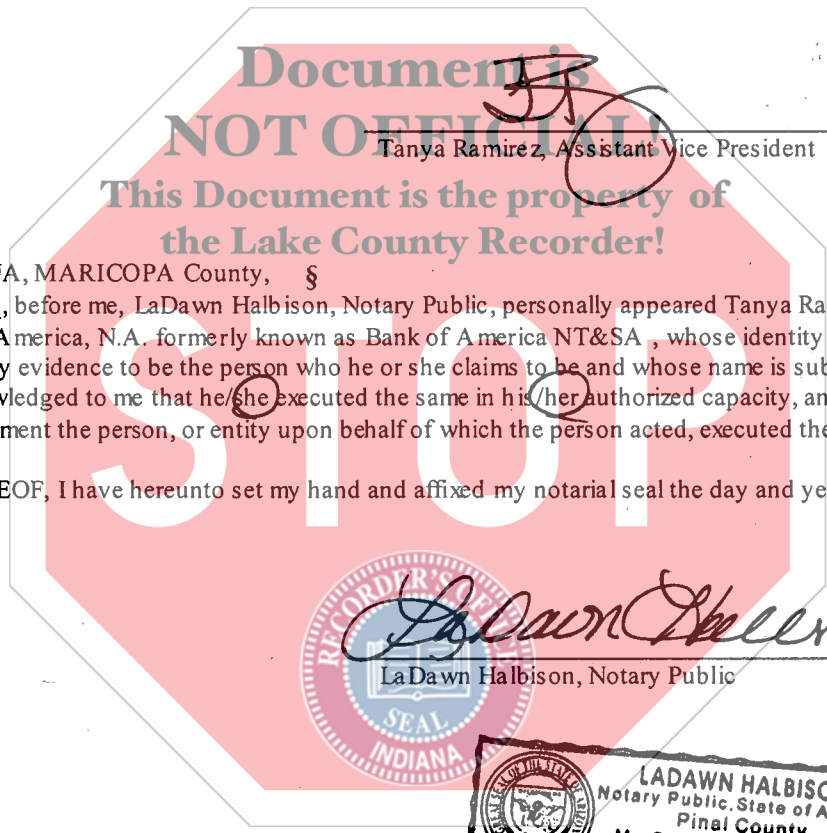 Document is
NOT OFFICIAL!
Tanya Ramirez, Assistant Vice President
This Document is the property of
the Lake County Recorder!
A, MARICOPA County, §
, before me, LaDawn Halbison, Notary Public, personally appeared Tanya Ra
America, N.A. formerly known as Bank of America NT&SA , whose identity
y evidence to be the person who he or she claims to be and whose name is sub
wledged to me that he/she executed the same in his/her authorized capacity, an
ment the person, or entity upon behalf of which the person acted, executed the
EOF, I have hereunto set my hand and affixed my notarial seal the day and ye
STOP
RECORDER'S OFFICE
LaDawn
LaDawn Halbison, Notary Public
SEAL
INDIANA
LADAWN HALBISO
Notary Public, State of A
Pinal County